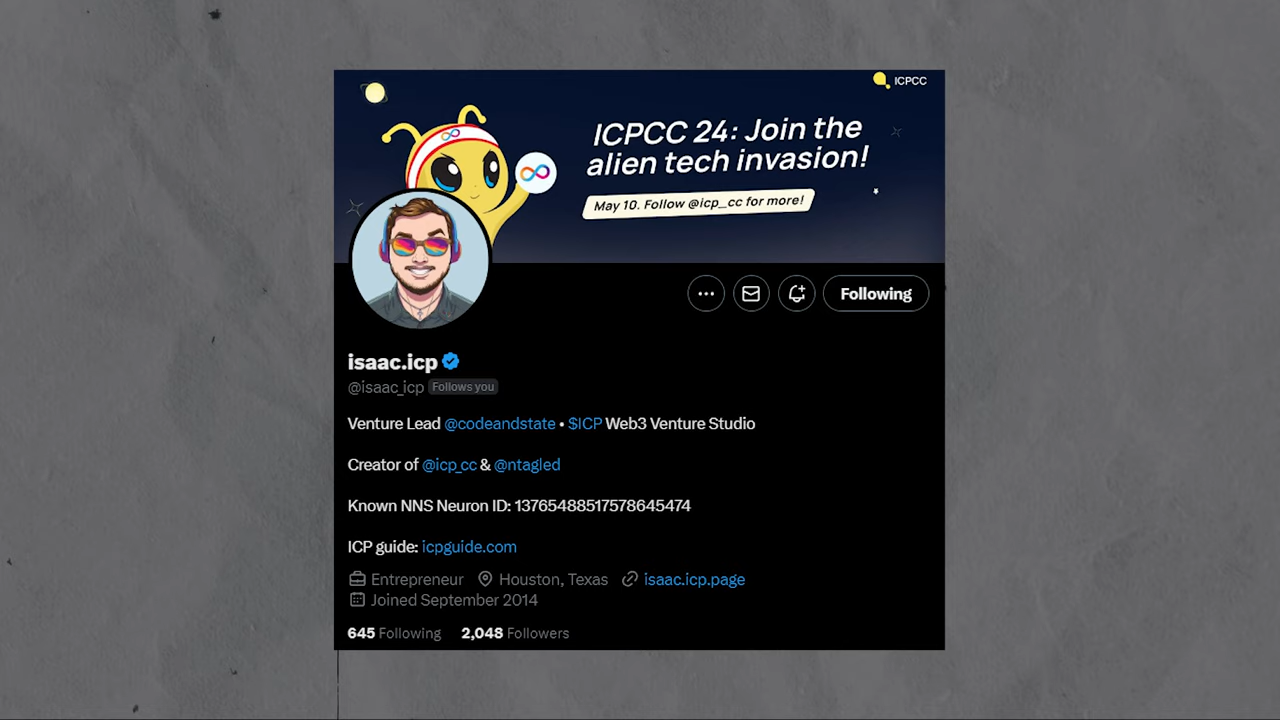 ICPCC
ICPCC 24: Join the
alien tech invasion!
May 10. Follow @icp_cc for more!
Following
isaac.icp
@isaac_icp Follows you
Venture Lead @codeandstate • $ICP Web3 Venture Studio
Creator of @icp_cc & @ntagled
Known NNS Neuron ID: 13765488517578645474
ICP guide: icpguide.com
Entrepreneur Houston, Texas isaac.icp.page
Joined September 2014
645 Following 2,048 Followers